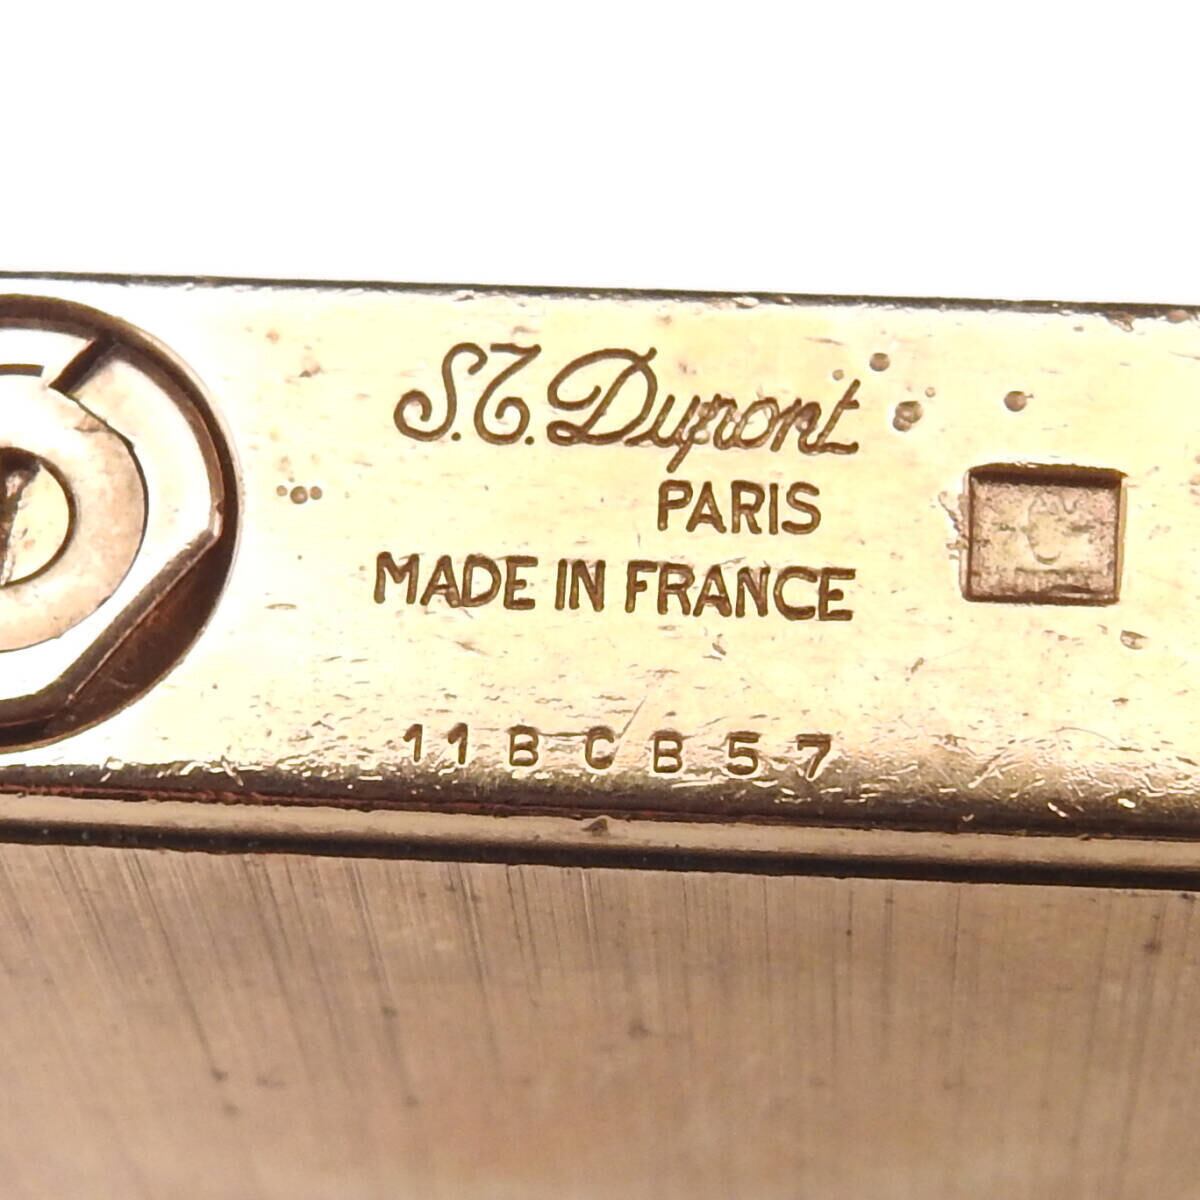 S.T. Dupont
PARIS
MADE IN FRANCE
11BCB57